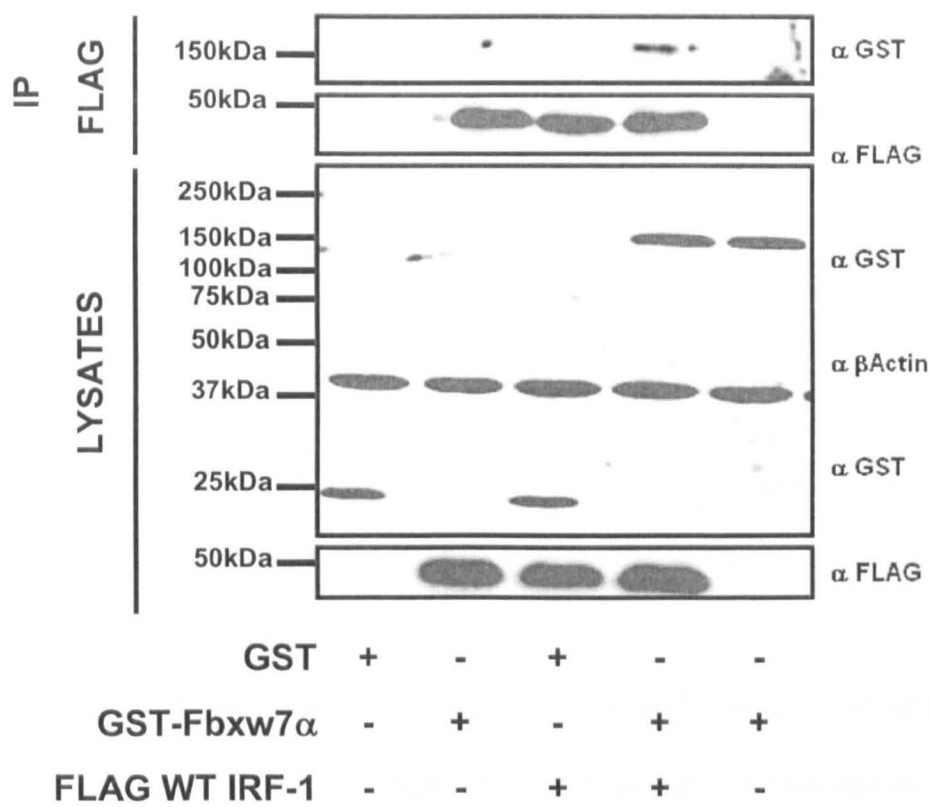 IP
FLAG
150kDa
α GST
50kDa
α FLAG
LYSATES
250kDa
150kDa
α GST
100kDa
75kDa
50kDa
α βActin
37kDa
α GST
25kDa
50kDa
α FLAG
GST + - + - -
GST-Fbxw7α - + - + +
FLAG WT IRF-1 - - + + -